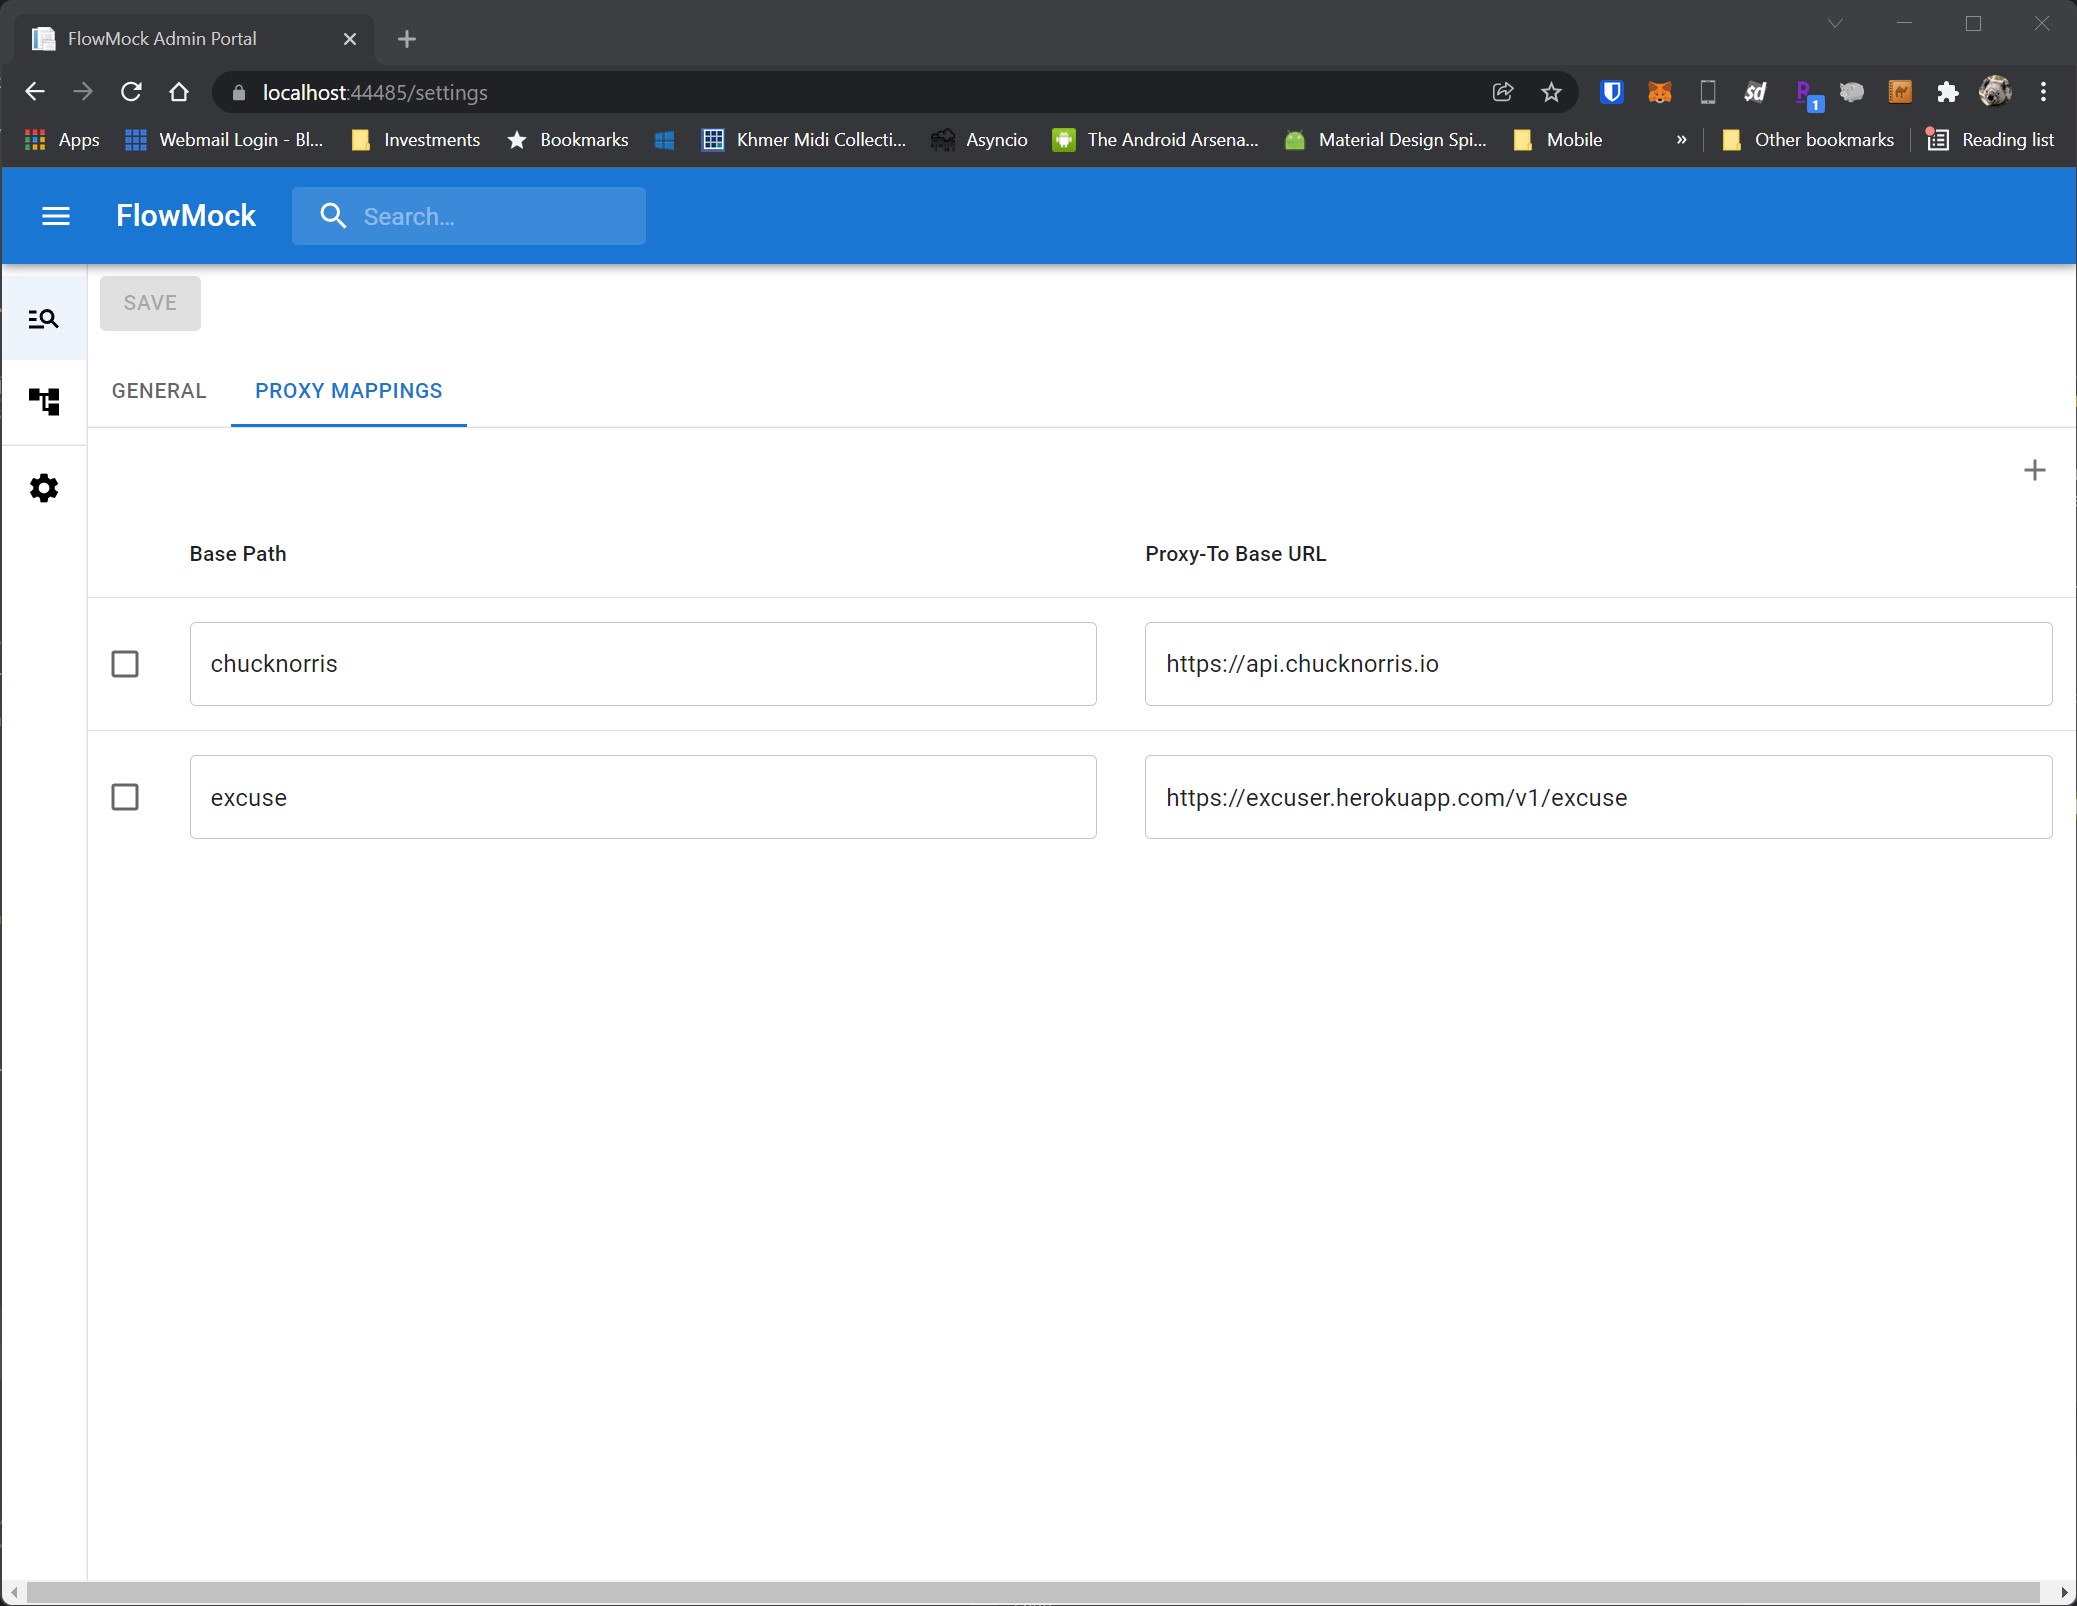 FlowMock Admin Portal
localhost:44485/settings
1
Apps
Webmail Login - Bl...
Investments
Bookmarks
Khmer Midi Collecti...
Asyncio
The Android Arsena...
Material Design Spi...
Mobile
»
Other bookmarks
Reading list
FlowMock
Search...
SAVE
GENERAL
PROXY MAPPINGS
Base Path
Proxy-To Base URL
chucknorris
https://api.chucknorris.io
excuse
https://excuser.herokuapp.com/v1/excuse